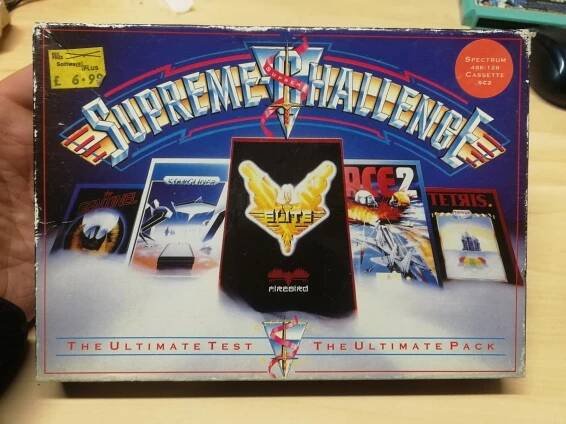 Software
PLUS
£ 6·99
SUPREME CHALLENGE
SPECTRUM
48K/128
CASSETTE
SC2
SENTINEL
STARGLIDER
ELITE
FIREBIRD
ACE 2
TETRIS
THE ULTIMATE TEST
THE ULTIMATE PACK